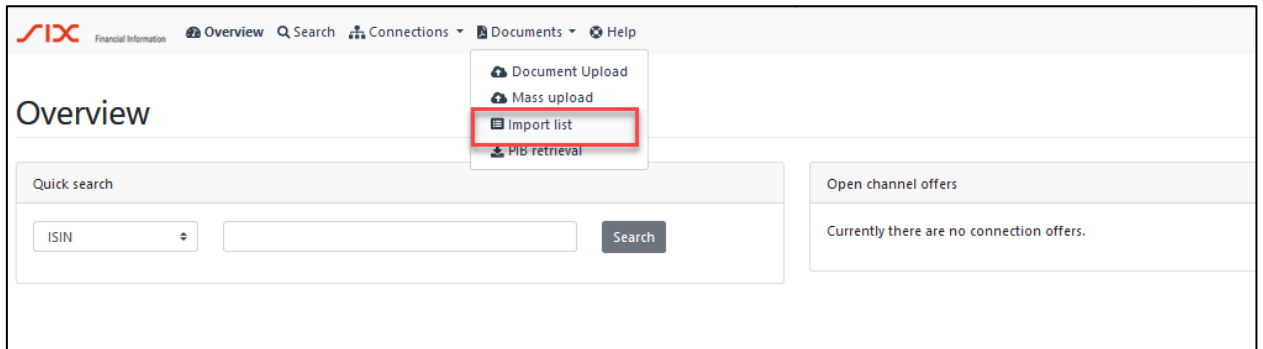 SIX Financial Information Overview Search Connections Documents Help
Document Upload
Mass upload
Import list
PIB retrieval
Overview
Quick search
ISIN
Search
Open channel offers
Currently there are no connection offers.